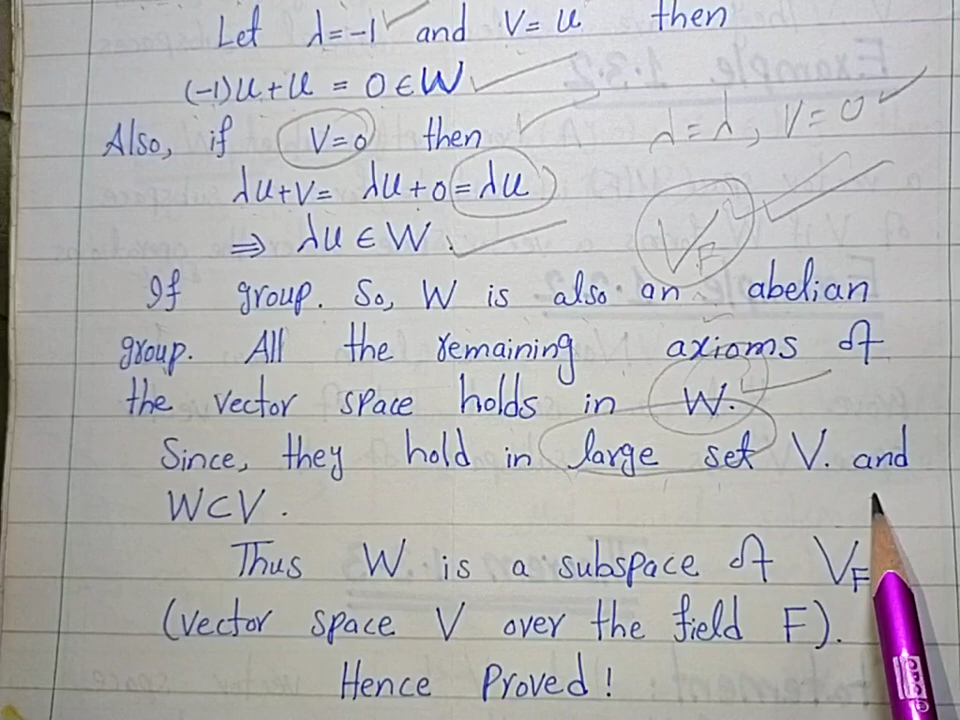 Let λ=-1 and V=u then
(-1)u+u = 0∈W
Also, if V=0 then
λ=λ, V=0
λu+V= λu+0=λu
⇒ λu∈W.
V_F
If group. So, W is also an abelian
group. All the remaining axioms of
the vector space holds in W.
Since, they hold in large set V. and
W⊂V.
Thus W is a subspace of V_F
(vector space V over the field F).
Hence Proved!